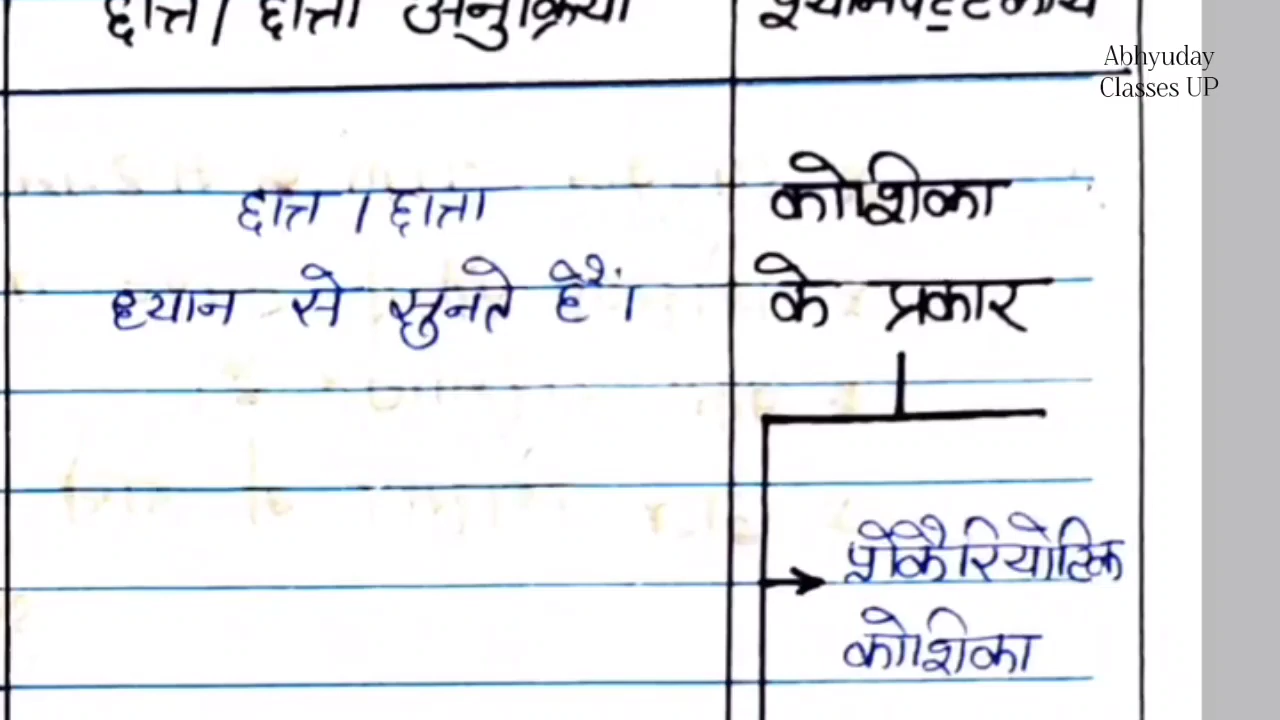 छात्र / छात्रा अनुक्रिया
श्यामपट्ट कार्य
Abhyuday
Classes UP
छात्र / छात्रा
ध्यान से सुनते हैं।
कोशिका
के प्रकार
प्रोकैरियोटिक
कोशिका